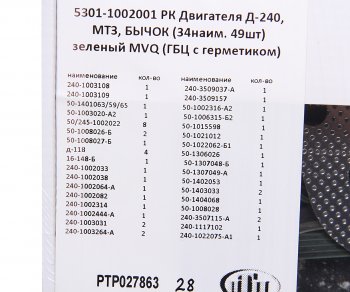 5301-1002001 РК Двигателя Д-240,
МТЗ, БЫЧОК (34наим. 49шт)
зеленый MVQ (ГБЦ с герметиком)
наименование кол-во наименование кол-во
240-1003108 1 240-3509037-А 1
240-1003109 1 240-3509157 1
50-1401063/59/65 1 50-1002316-А2 1
50-1003020-А2 1 50-1006315-Б2 1
50/245-1002022 8 50-1015598 1
50-1008026-Б 2 50-1021012 1
50-1008027-Б 1 50-1022062-Б1 1
д-118 4 50-1306026 1
16-148-Б 1 50-1307048-Б 1
240-1002033 1 50-1307049-А 1
240-1002038 1 50-1402053 1
240-1002064-А 1 50-1403033 2
240-1002082 1 50-1404068 1
240-1002314 1 50-1008028 1
240-1002444-А 1 240-3507115-А 2
240-1003031 2 240-1117102 1
240-1003264-А 2 240-1022075-А1 1
РТР027863 28